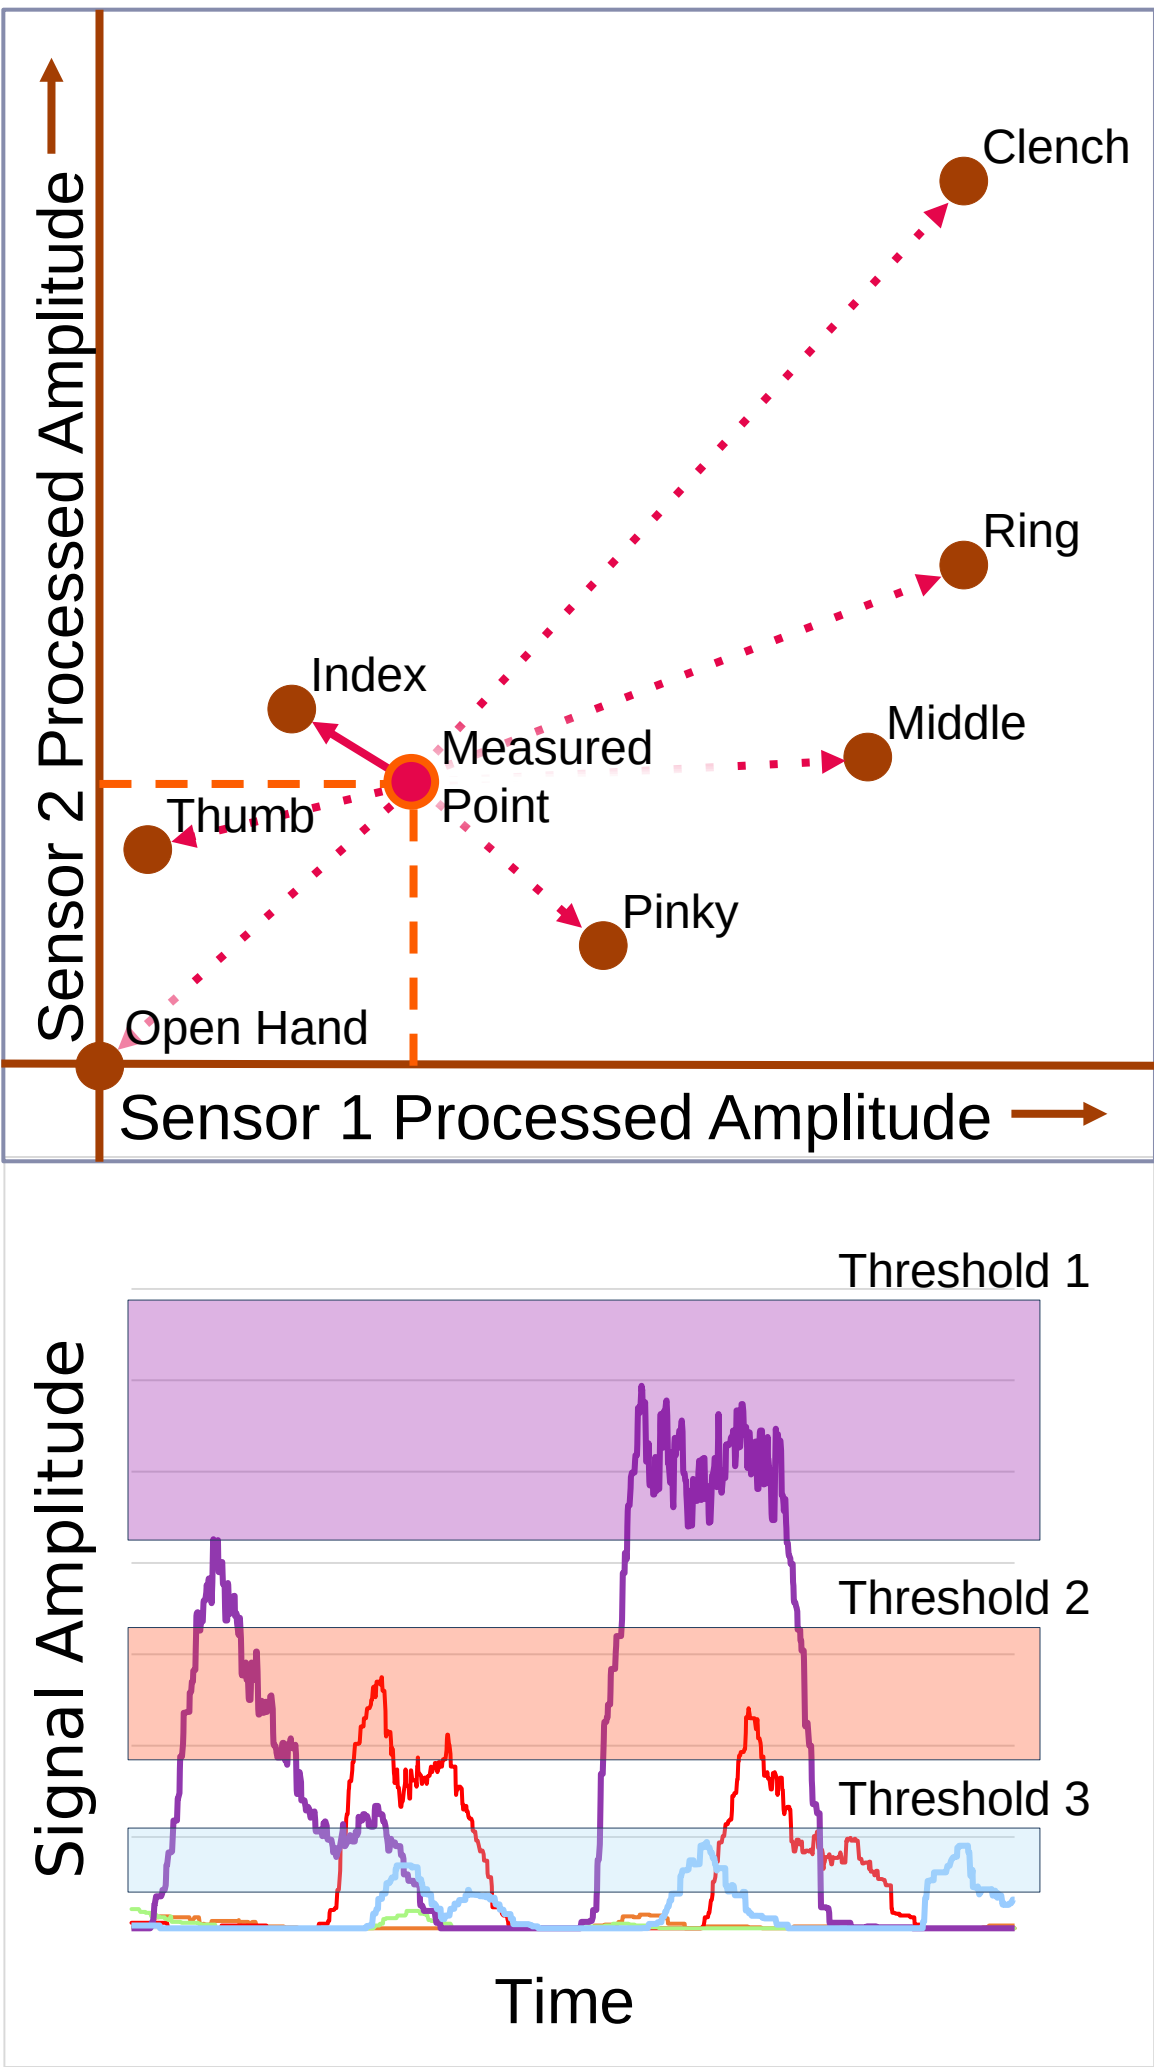 Sensor 2 Processed Amplitude
Clench
Ring
Index
Middle
Measured
Point
Thumb
Pinky
Open Hand
Sensor 1 Processed Amplitude
Signal Amplitude
Threshold 1
Threshold 2
Threshold 3
Time